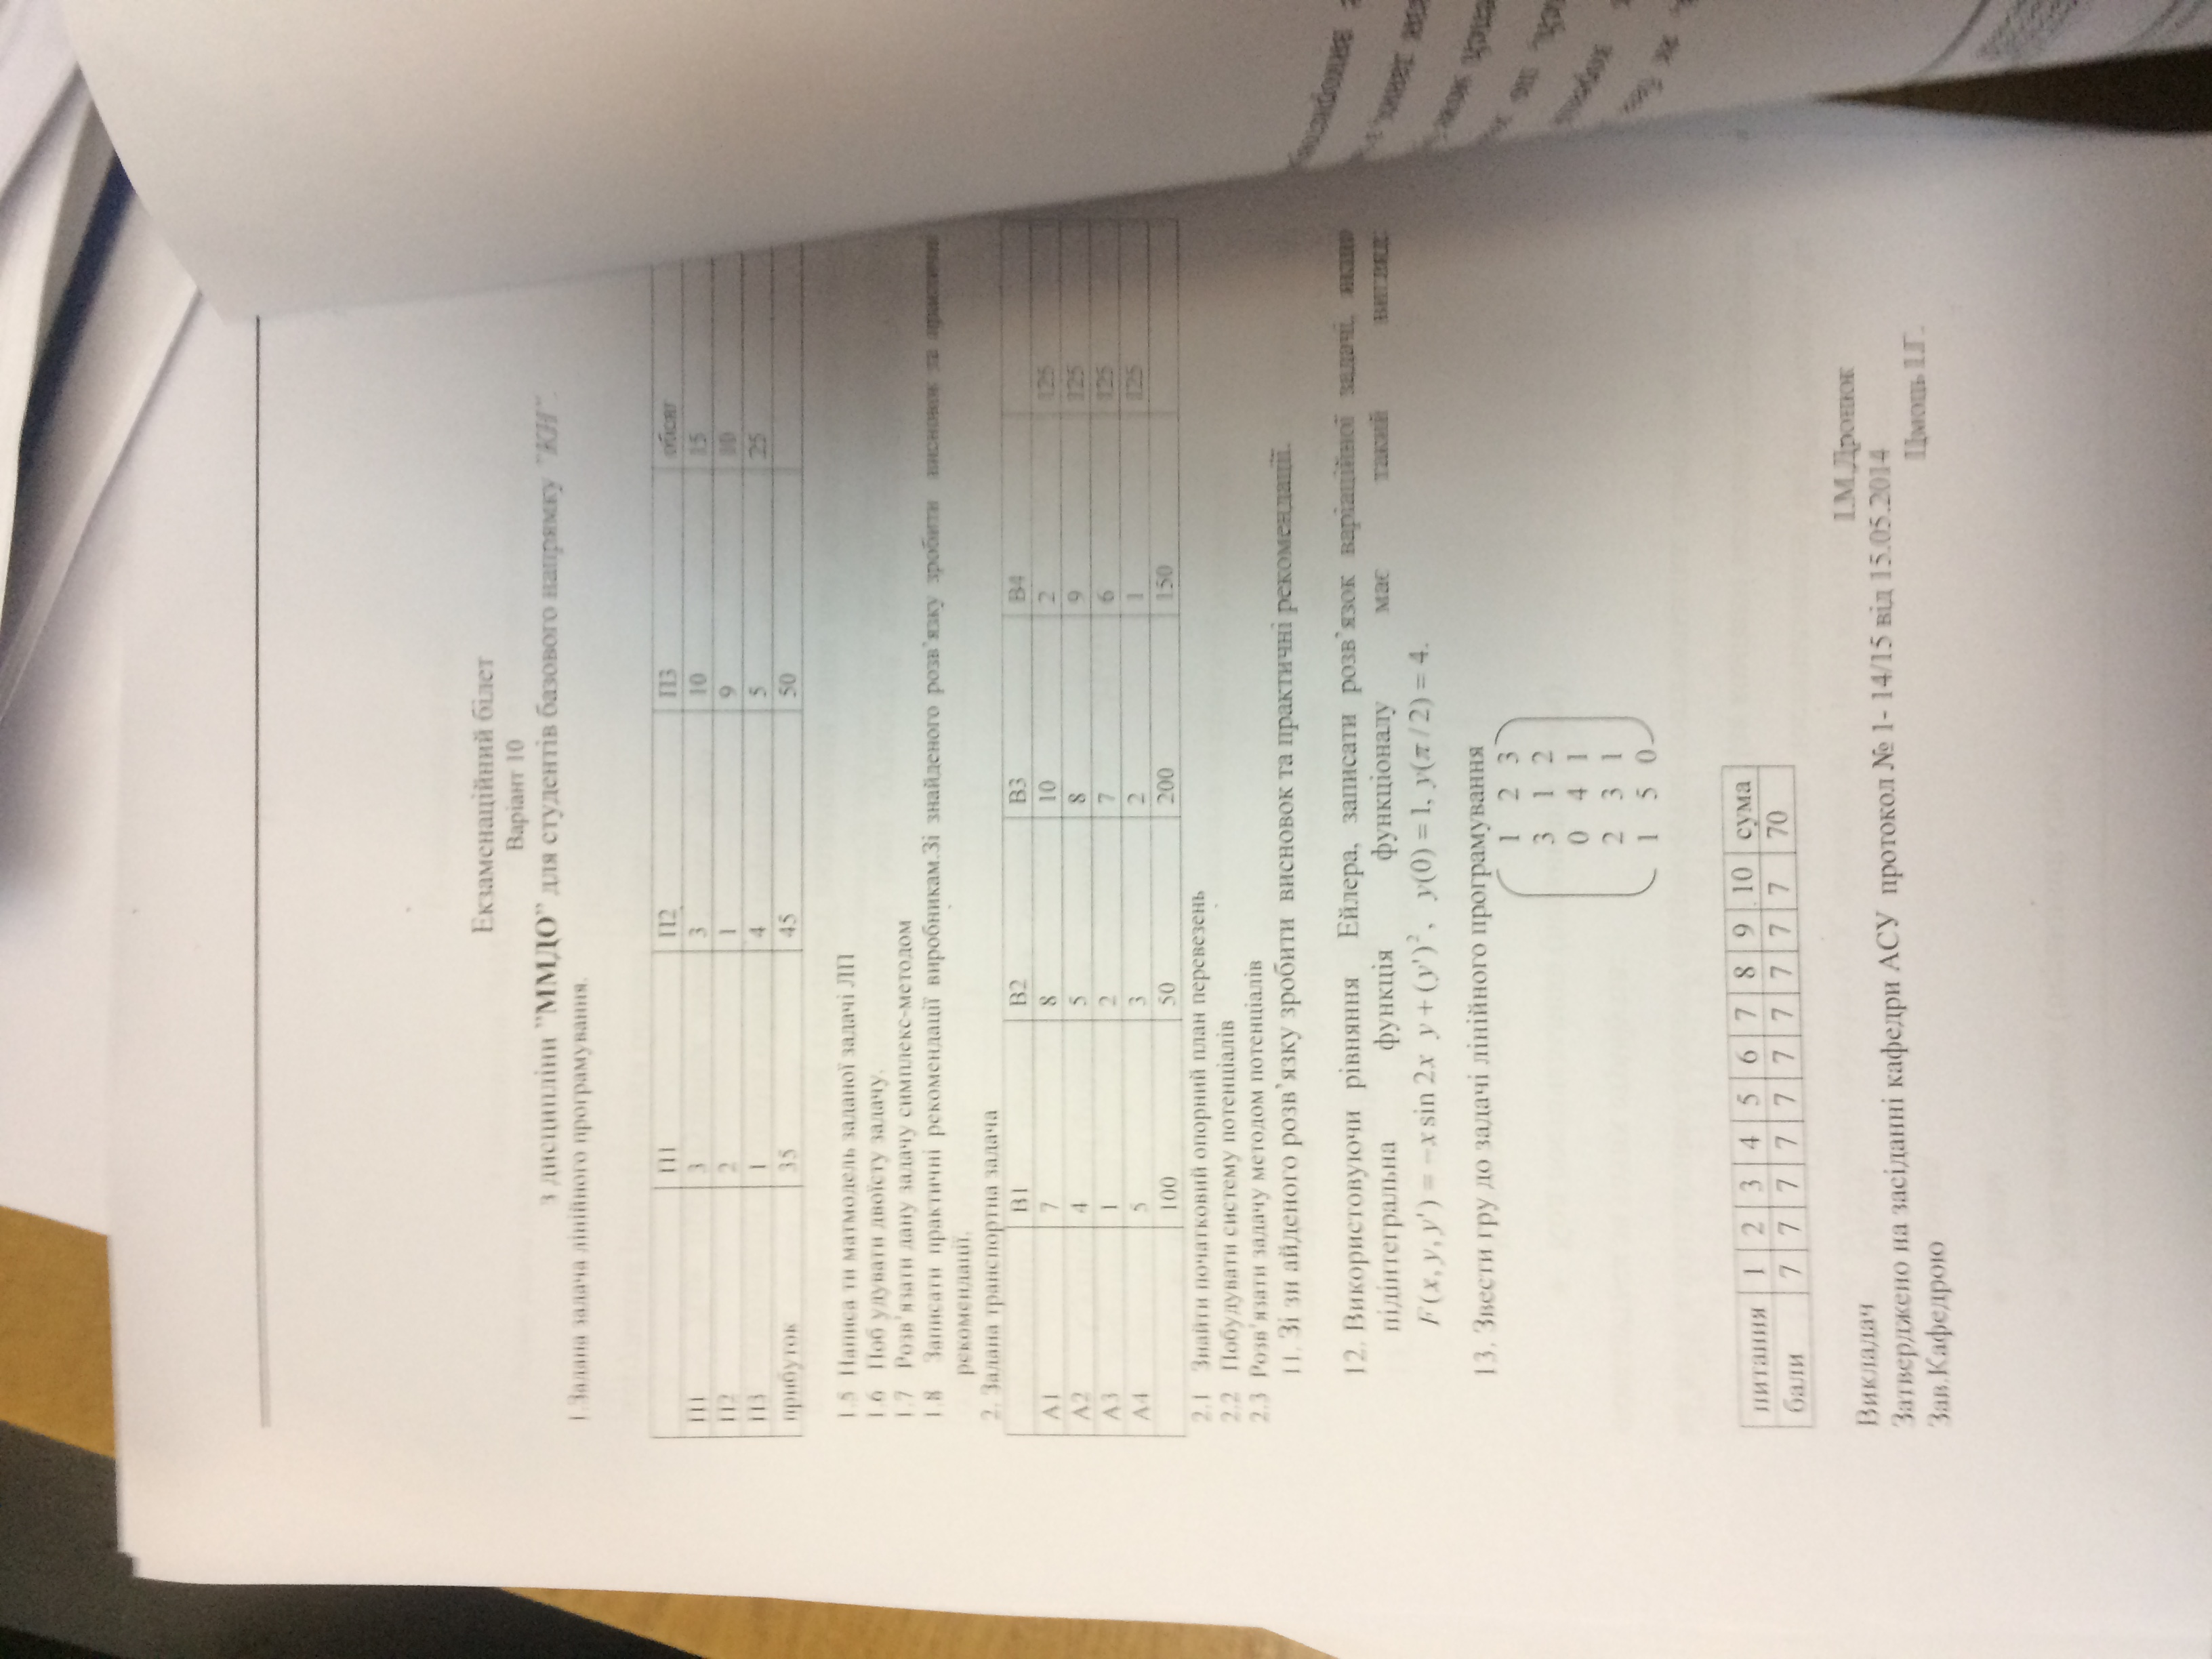 Екзаменаційний білет
Варіант 10
з дисципліни ”ММДО” для студентів базового напрямку "КН".
1.Задана задача лінійного програмування.
П1 П2 П3 обсяг
П1 3 3 10 15
П2 2 1 9 10
П3 1 4 5 25
прибуток 35 45 50
1.5 Написа ти матмодель заданої задачі ЛП
1.6 Поб удувати двоїсту задачу.
1.7 Розв’язати дану задачу симплекс-методом
1.8 Записати практичні рекомендації виробникам.Зі знайденого розв’язку зробити висновок та практичні
рекомендації.
2. Задана транспортна задача
B1 B2 B3 B4
A1 7 8 10 2 125
A2 4 5 8 9 125
A3 1 2 7 6 125
A4 5 3 2 1 125
100 50 200 150
2.1 Знайти початковий опорний план перевезень
2.2 Побудувати систему потенціалів
2.3 Розв’язати задачу методом потенціалів
11. Зі зн айденого розв’язку зробити висновок та практичні рекомендації.
12. Використовуючи рівняння Ейлера, записати розв’язок варіаційної задачі, якщо
підінтегральна функція функціоналу має такий вигляд:
F(x, y, y') = −x sin 2x y + (y')², y(0) = 1, y(π / 2) = 4.
13. Звести гру до задачі лінійного програмування
1 2 3
3 1 2
0 4 1
2 3 1
1 5 0
питання 1 2 3 4 5 6 7 8 9 10 сума
бали 7 7 7 7 7 7 7 7 7 7 70
Викладач І.М.Дронюк
Затверджено на засіданні кафедри АСУ протокол № 1- 14/15 від 15.05.2014
Зав.Кафедрою Цмоць І.Г.